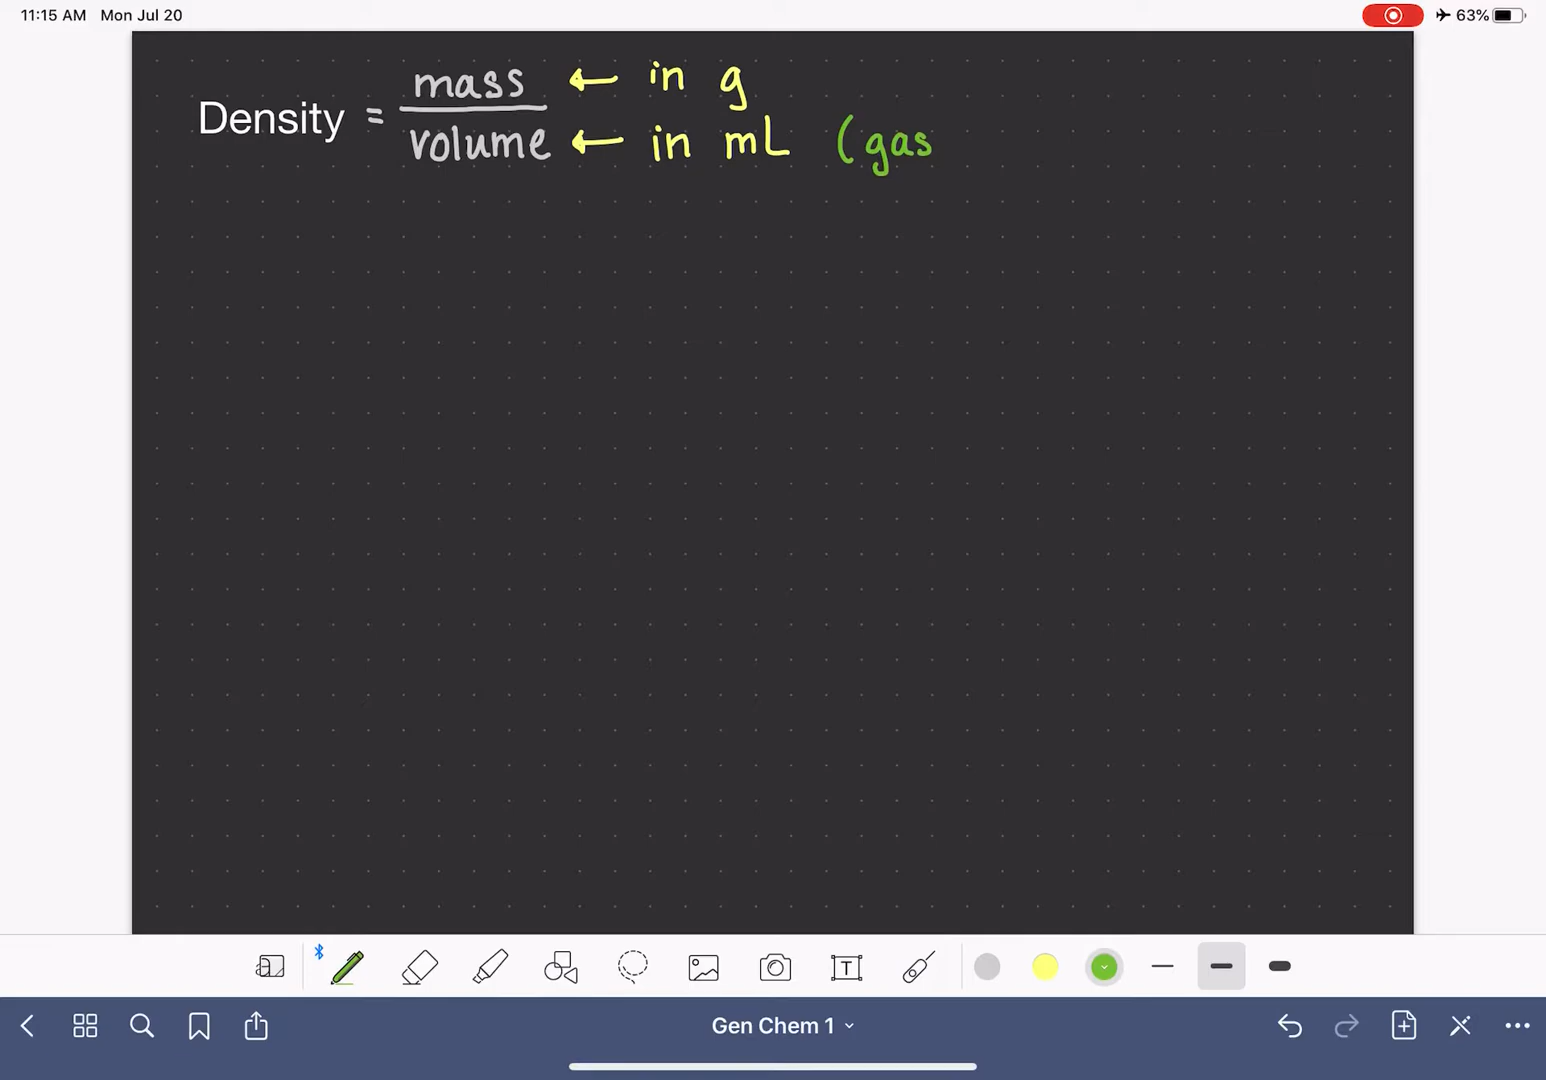 11:15 AM Mon Jul 20
63%
mass ← in g
Density =
volume ← in mL (gas
T
Gen Chem 1